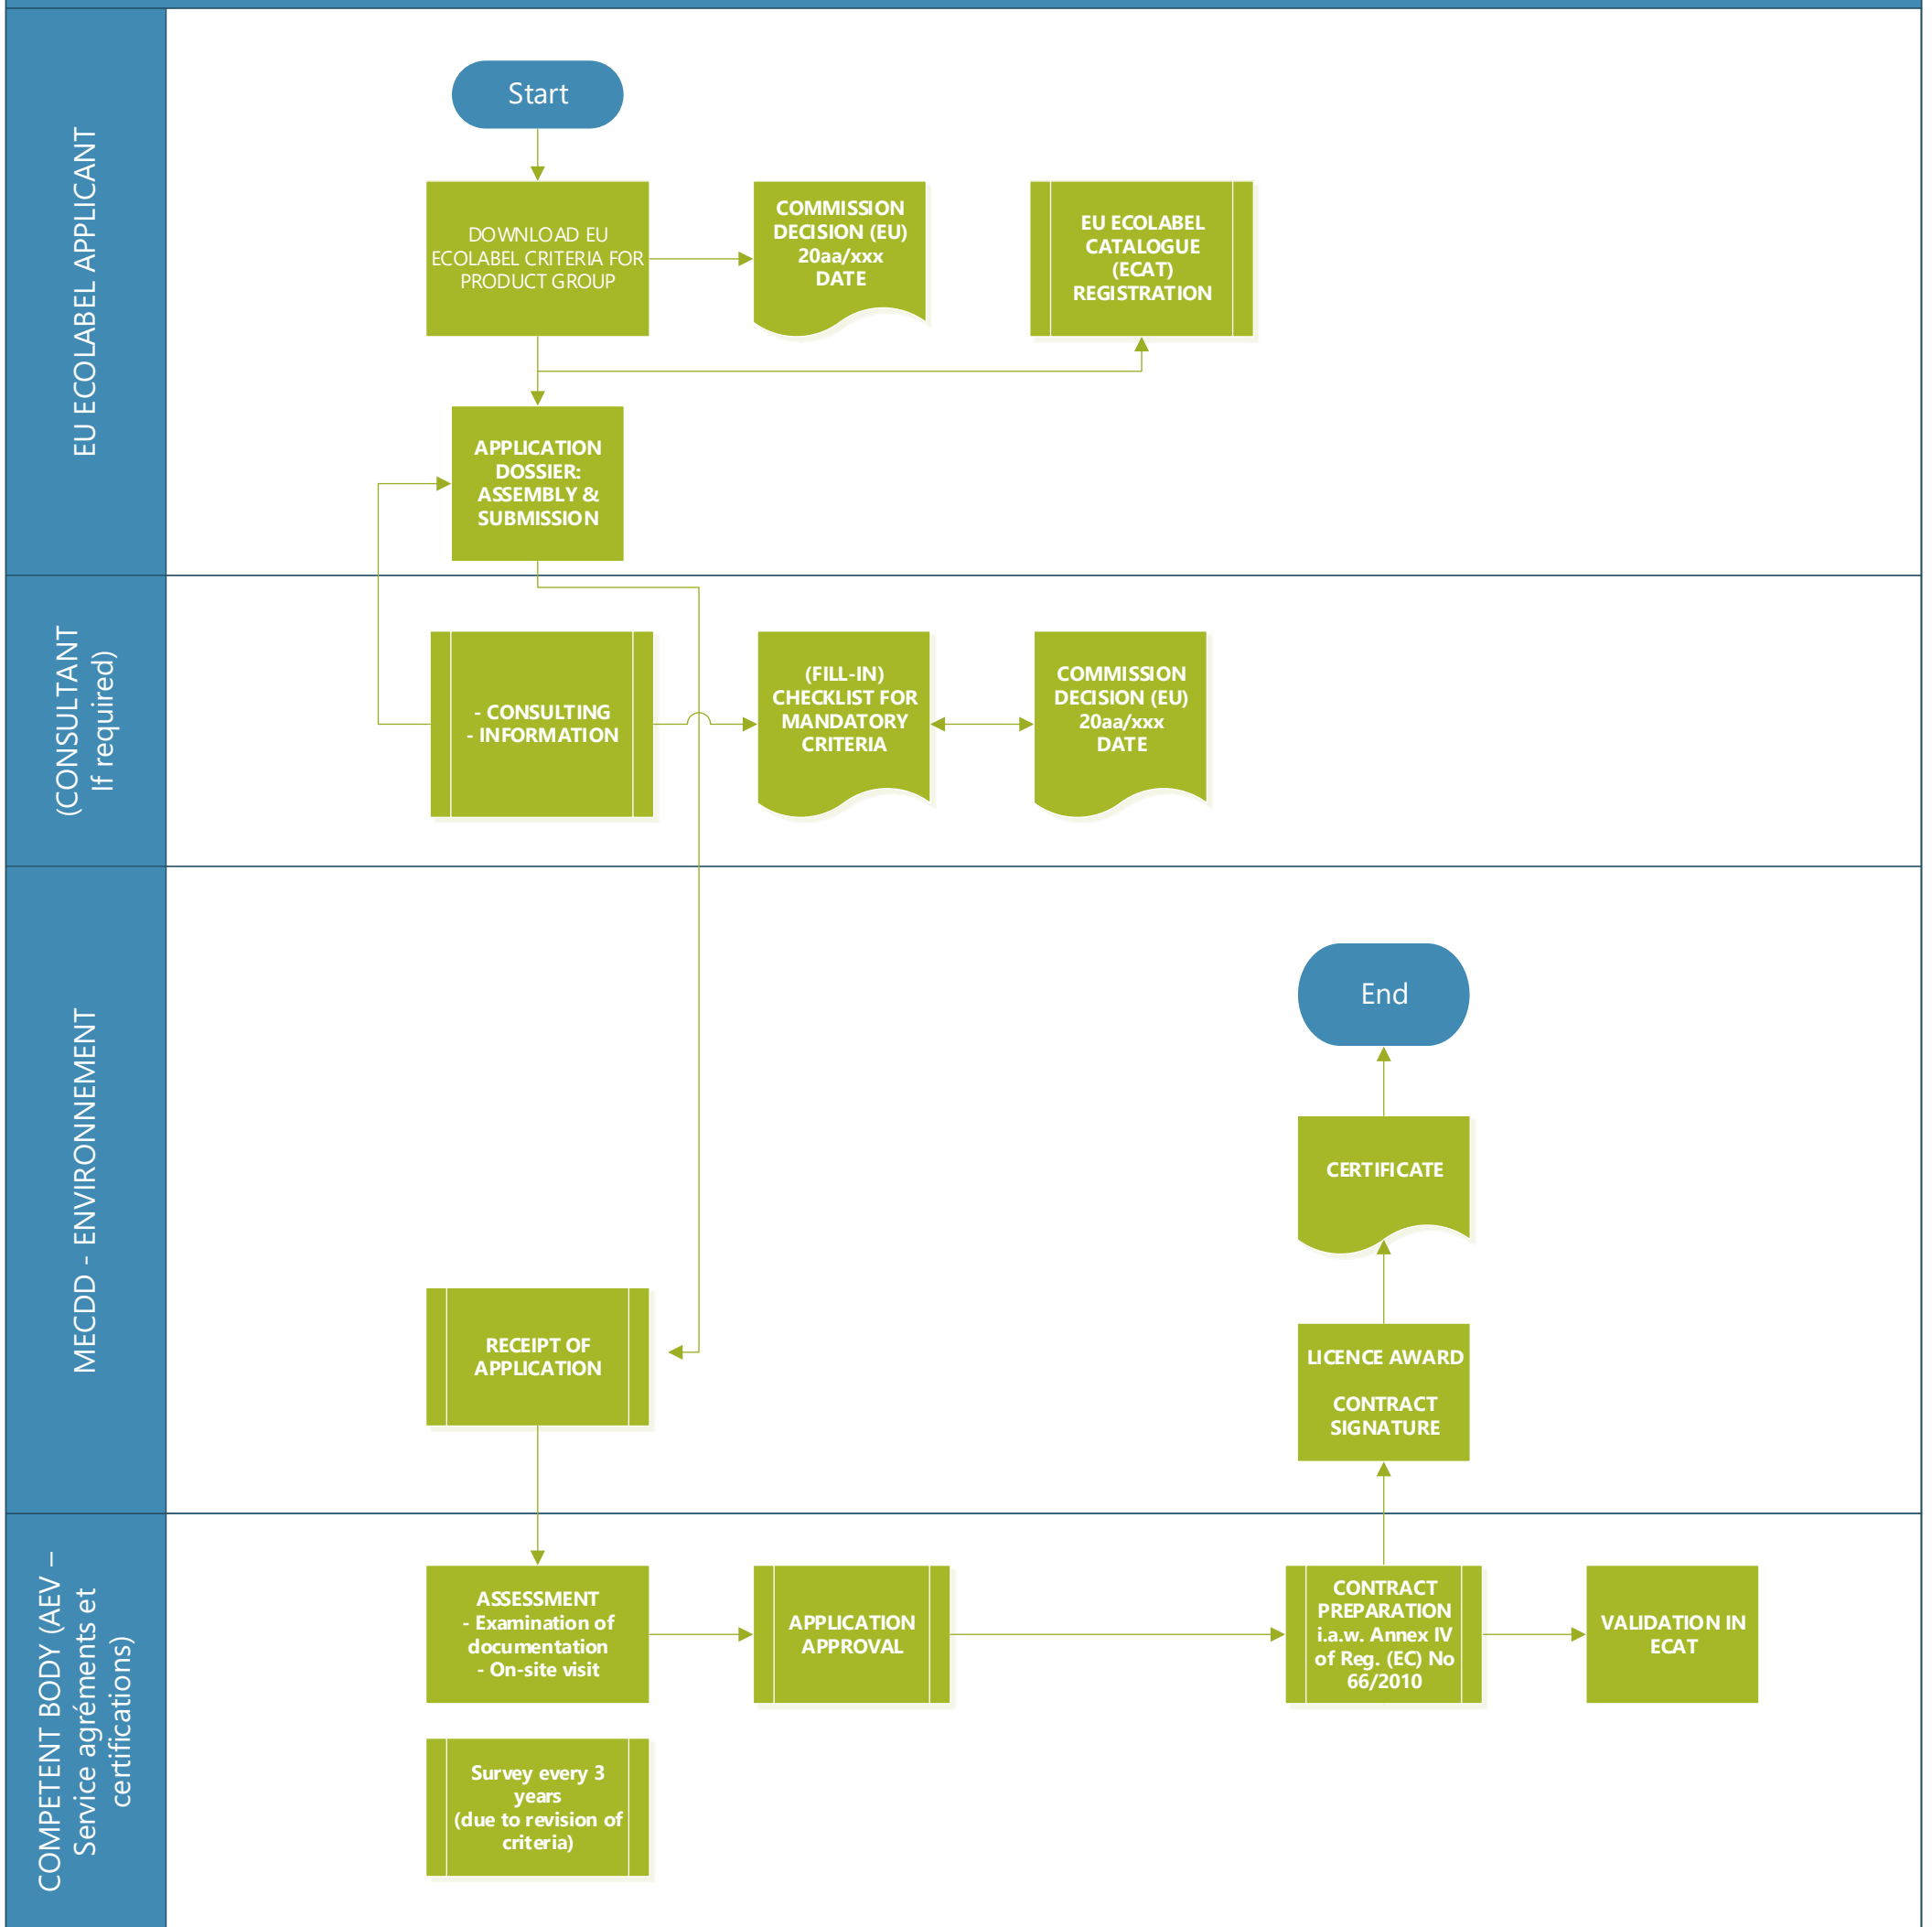 EU ECOLABEL APPLICANT
Start
DOWNLOAD EU
ECOLABEL CRITERIA FOR
PRODUCT GROUP
COMMISSION
DECISION (EU)
20aa/xxx
DATE
EU ECOLABEL
CATALOGUE
(ECAT)
REGISTRATION
APPLICATION
DOSSIER:
ASSEMBLY &
SUBMISSION
(CONSULTANT
If required)
- CONSULTING
- INFORMATION
(FILL-IN)
CHECKLIST FOR
MANDATORY
CRITERIA
COMMISSION
DECISION (EU)
20aa/xxx
DATE
MECDD - ENVIRONNEMENT
End
CERTIFICATE
RECEIPT OF
APPLICATION
LICENCE AWARD
CONTRACT
SIGNATURE
COMPETENT BODY (AEV –
Service agréments et
certifications)
ASSESSMENT
- Examination of
documentation
- On-site visit
APPLICATION
APPROVAL
CONTRACT
PREPARATION
i.a.w. Annex IV
of Reg. (EC) No
66/2010
VALIDATION IN
ECAT
Survey every 3
years
(due to revision of
criteria)